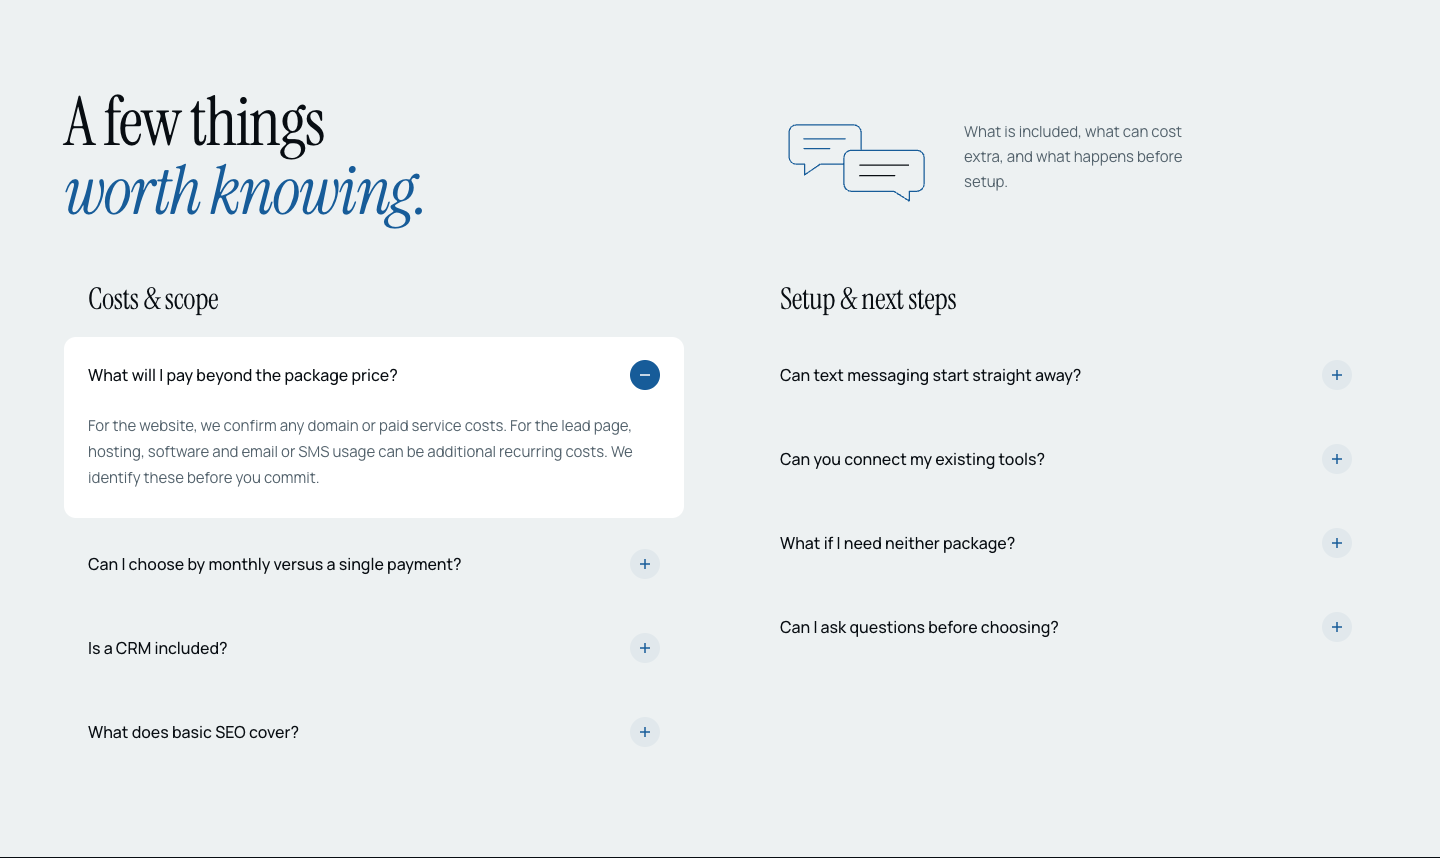 A few things
worth knowing.
What is included, what can cost
extra, and what happens before
setup.
Costs & scope
What will I pay beyond the package price?
For the website, we confirm any domain or paid service costs. For the lead page,
hosting, software and email or SMS usage can be additional recurring costs. We
identify these before you commit.
Can I choose by monthly versus a single payment?
Is a CRM included?
What does basic SEO cover?
Setup & next steps
Can text messaging start straight away?
Can you connect my existing tools?
What if I need neither package?
Can I ask questions before choosing?